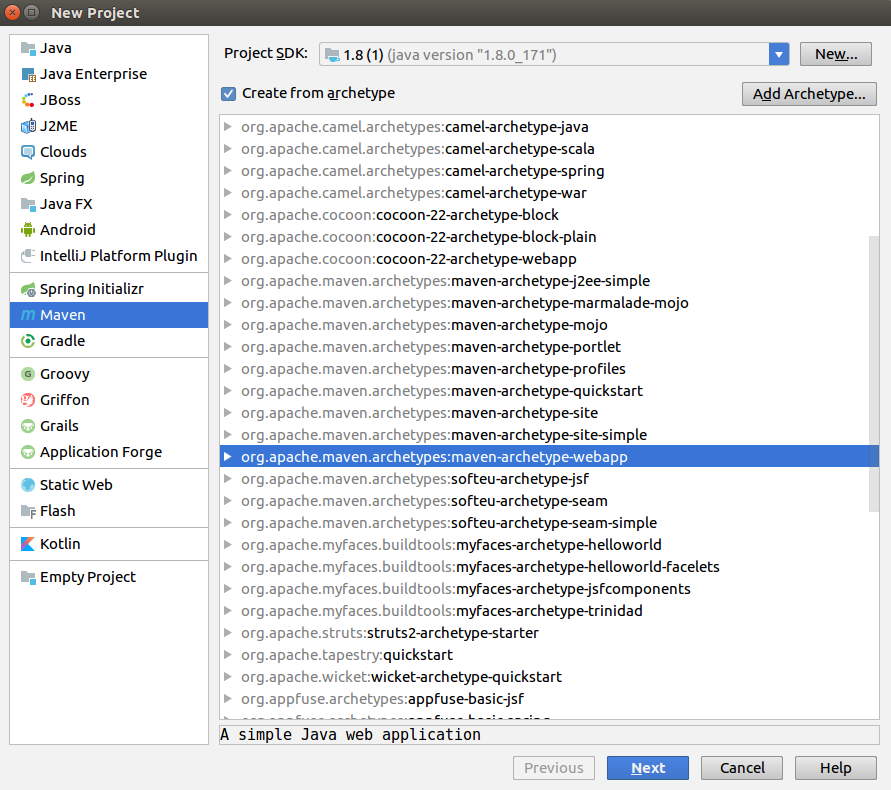 New Project
Java
Java Enterprise
JBoss
J2ME
Clouds
Spring
Java FX
Android
IntelliJ Platform Plugin
Spring Initializr
m Maven
Gradle
G Groovy
Griffon
Grails
Application Forge
Static Web
F Flash
Kotlin
Empty Project
Project SDK: 1.8 (1) (java version "1.8.0_171") New...
Create from archetype Add Archetype...
org.apache.camel.archetypes:camel-archetype-java
org.apache.camel.archetypes:camel-archetype-scala
org.apache.camel.archetypes:camel-archetype-spring
org.apache.camel.archetypes:camel-archetype-war
org.apache.cocoon:cocoon-22-archetype-block
org.apache.cocoon:cocoon-22-archetype-block-plain
org.apache.cocoon:cocoon-22-archetype-webapp
org.apache.maven.archetypes:maven-archetype-j2ee-simple
org.apache.maven.archetypes:maven-archetype-marmalade-mojo
org.apache.maven.archetypes:maven-archetype-mojo
org.apache.maven.archetypes:maven-archetype-portlet
org.apache.maven.archetypes:maven-archetype-profiles
org.apache.maven.archetypes:maven-archetype-quickstart
org.apache.maven.archetypes:maven-archetype-site
org.apache.maven.archetypes:maven-archetype-site-simple
org.apache.maven.archetypes:maven-archetype-webapp
org.apache.maven.archetypes:softeu-archetype-jsf
org.apache.maven.archetypes:softeu-archetype-seam
org.apache.maven.archetypes:softeu-archetype-seam-simple
org.apache.myfaces.buildtools:myfaces-archetype-helloworld
org.apache.myfaces.buildtools:myfaces-archetype-helloworld-facelets
org.apache.myfaces.buildtools:myfaces-archetype-jsfcomponents
org.apache.myfaces.buildtools:myfaces-archetype-trinidad
org.apache.struts:struts2-archetype-starter
org.apache.tapestry:quickstart
org.apache.wicket:wicket-archetype-quickstart
org.appfuse.archetypes:appfuse-basic-jsf
A simple Java web application
Previous Next Cancel Help